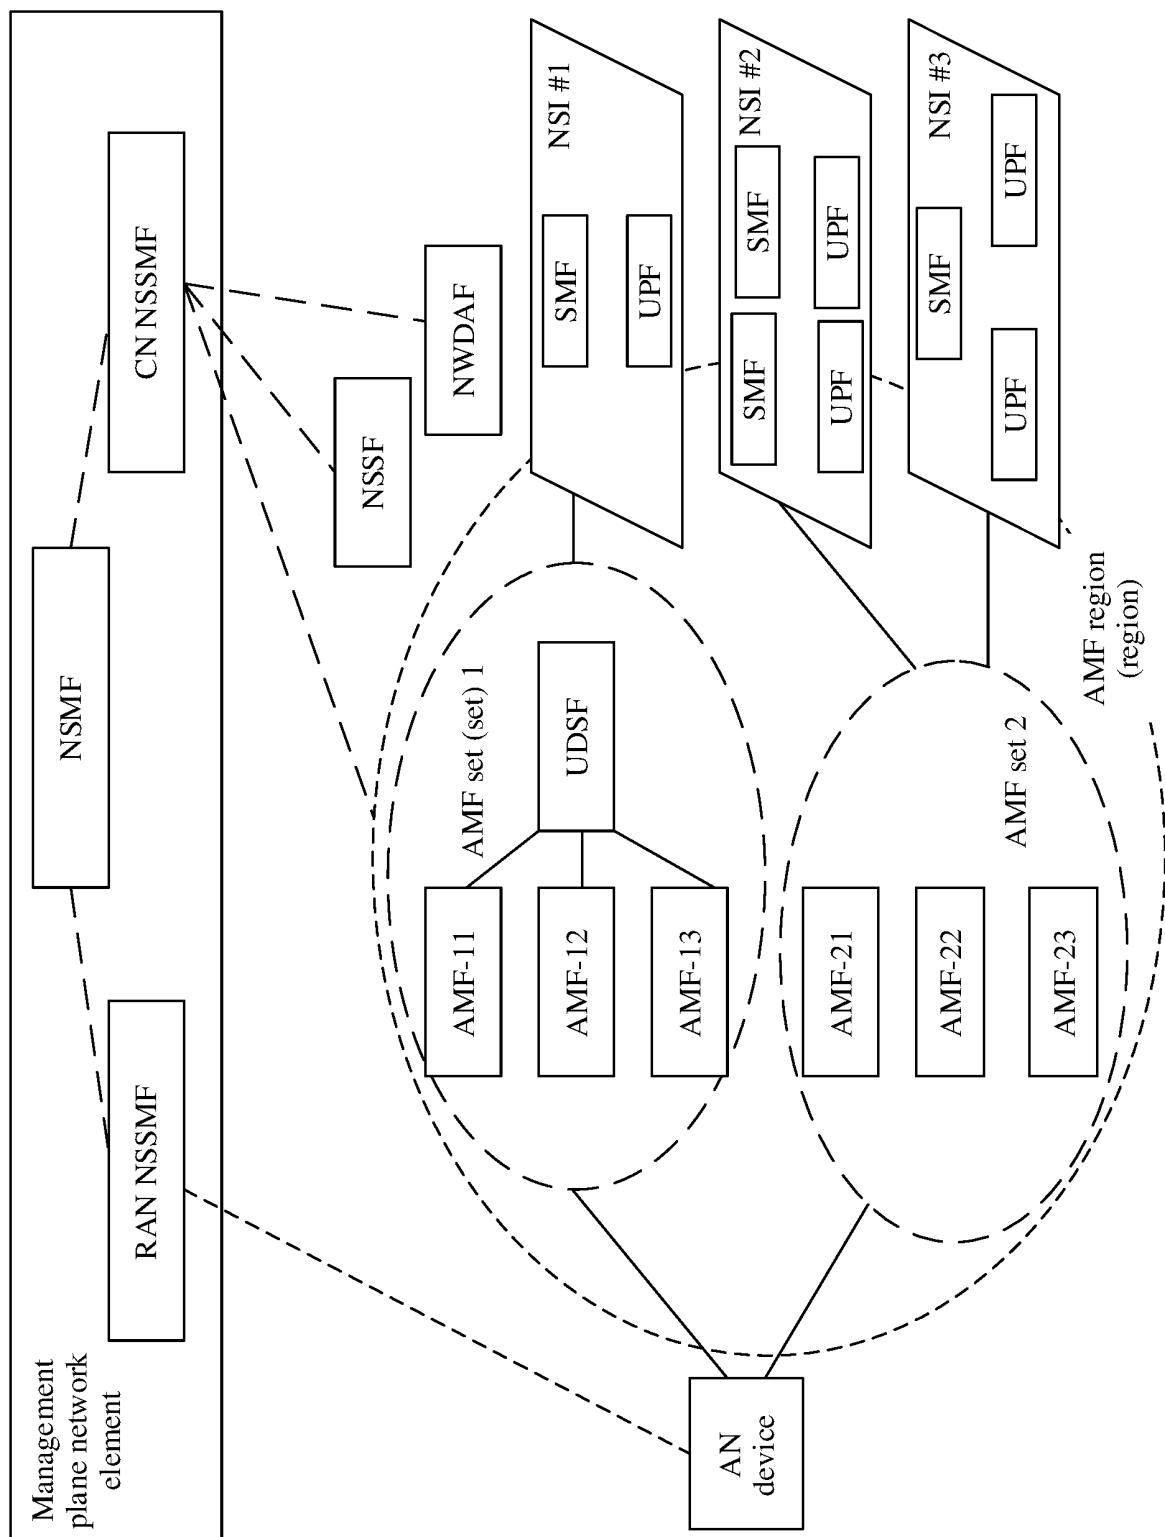 Management
plane network
element
NSMF
RAN NSSMF
CN NSSMF
NSSF
NWDAF
AMF set (set) 1
AMF-11
AMF-12
AMF-13
UDSF
NSI #1
SMF
UPF
NSI #2
SMF
SMF
UPF
UPF
NSI #3
SMF
UPF
UPF
AN
device
AMF-21
AMF-22
AMF-23
AMF set 2
AMF region
(region)